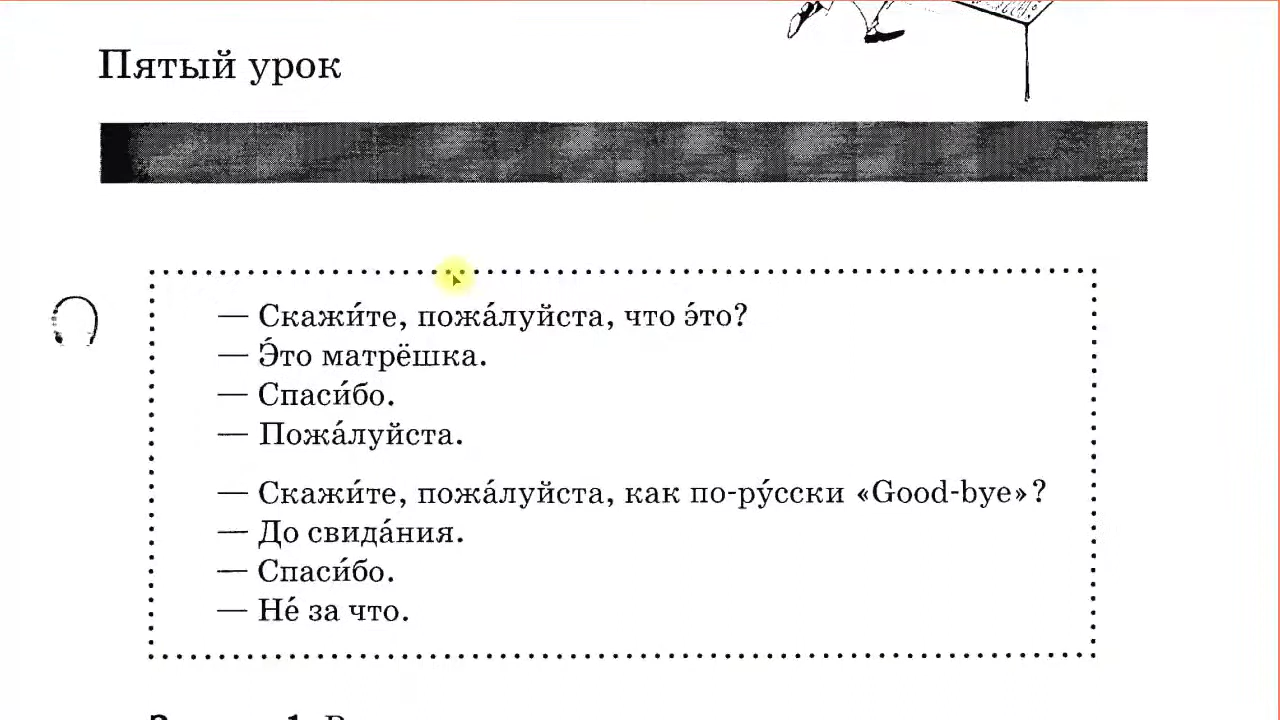 Пятый урок
— Скажи́те, пожа́луйста, что э́то?
— Э́то матрёшка.
— Спаси́бо.
— Пожа́луйста.
— Скажи́те, пожа́луйста, как по-ру́сски «Good-bye»?
— До свида́ния.
— Спаси́бо.
— Не́ за что.